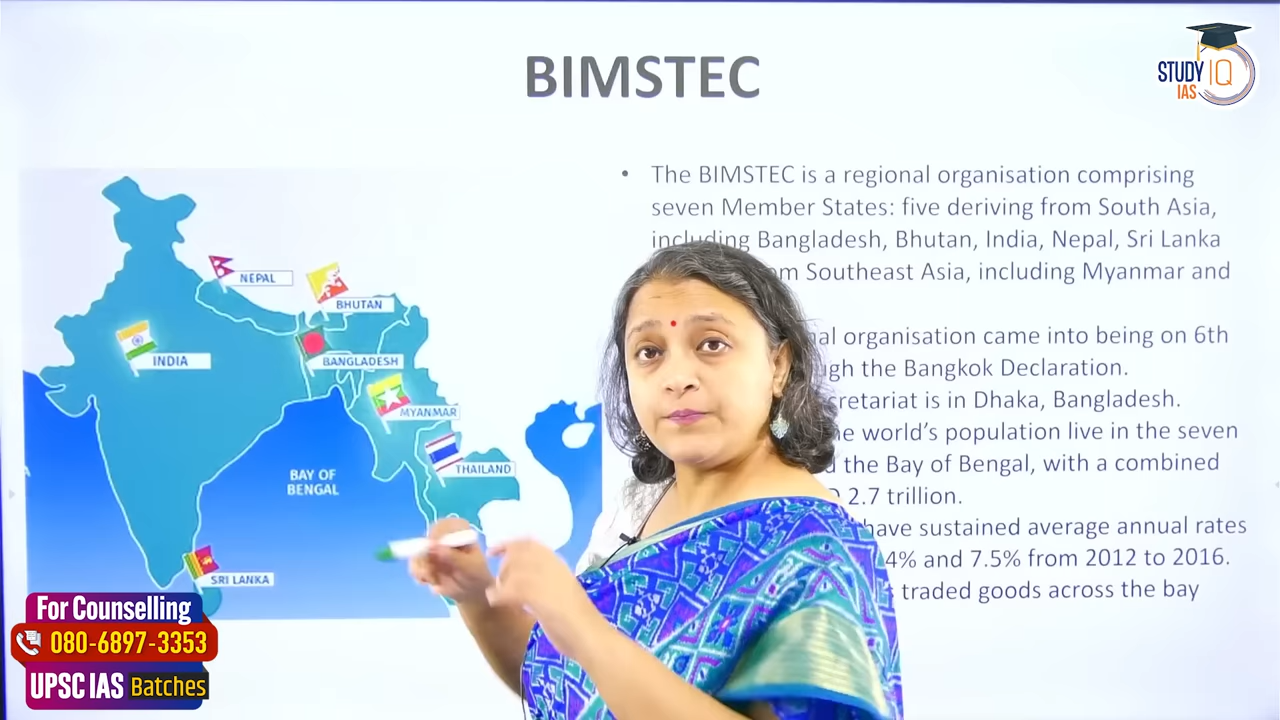 BIMSTEC
STUDY IQ
IAS
• The BIMSTEC is a regional organisation comprising
seven Member States: five deriving from South Asia,
including Bangladesh, Bhutan, India, Nepal, Sri Lanka
Southeast Asia, including Myanmar and
organisation came into being on 6th
the Bangkok Declaration.
is in Dhaka, Bangladesh.
world's population live in the seven
the Bay of Bengal, with a combined
2.7 trillion.
have sustained average annual rates
4% and 7.5% from 2012 to 2016.
traded goods across the bay
NEPAL
BHUTAN
INDIA
BANGLADESH
MYANMAR
THAILAND
BAY OF
BENGAL
SRI LANKA
For Counselling
080-6897-3353
UPSC IAS Batches